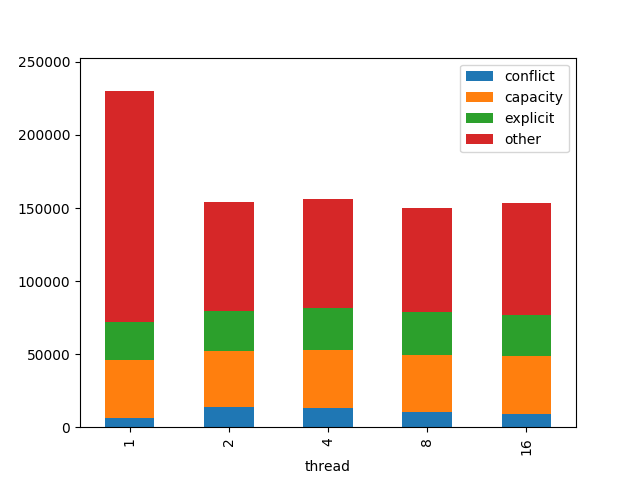 250000
200000
150000
100000
50000
0
conflict
capacity
explicit
other
1
2
4
8
16
thread